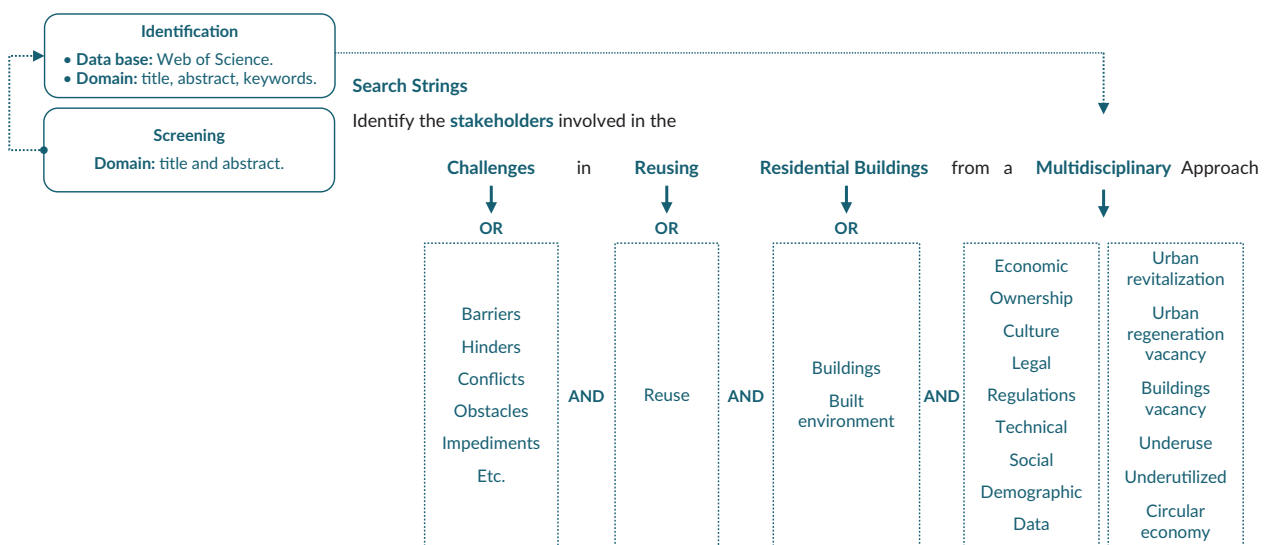 Identification
• Data base: Web of Science.
• Domain: title, abstract, keywords.
Screening
Domain: title and abstract.
Search Strings
Identify the stakeholders involved in the
Challenges in Reusing Residential Buildings from a Multidisciplinary Approach
OR
OR
OR
Barriers
Hinders
Conflicts
Obstacles
Impediments
Etc.
AND
Reuse
AND
Buildings
Built
environment
AND
Economic
Ownership
Culture
Legal
Regulations
Technical
Social
Demographic
Data
Urban
revitalization
Urban
regeneration
vacancy
Buildings
vacancy
Underuse
Underutilized
Circular
economy